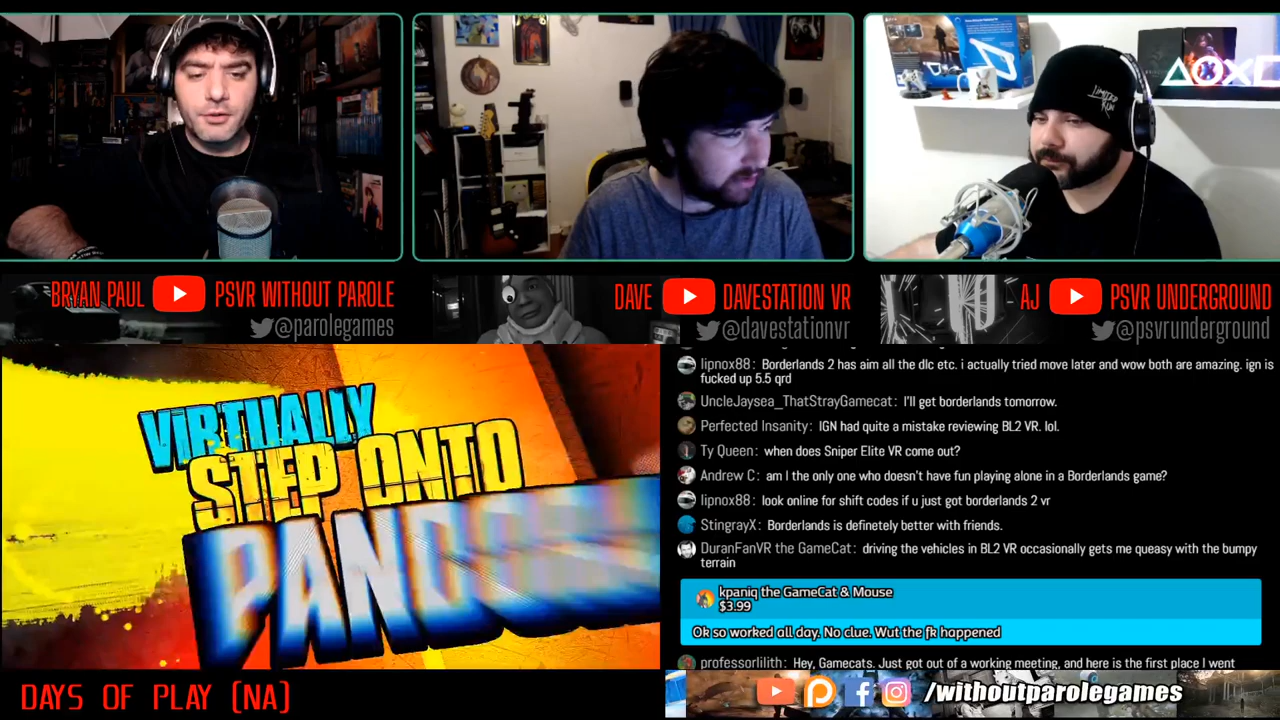 LIMITED RUN
BRYAN PAUL PSVR WITHOUT PAROLE
@parolegames
DAVE DAVESTATION VR
@davestationvr
AJ PSVR UNDERGROUND
@psvrunderground
VIRTUALLY
STEP ONTO
lipnox88: Borderlands 2 has aim all the dlc etc. i actually tried move later and wow both are amazing. ign is
fucked up 5.5 qrd
UncleJaysea_ThatStrayGamecat: I'll get borderlands tomorrow.
Perfected Insanity: IGN had quite a mistake reviewing BL2 VR. lol.
Ty Queen: when does Sniper Elite VR come out?
Andrew C: am I the only one who doesn't have fun playing alone in a Borderlands game?
lipnox88: look online for shift codes if u just got borderlands 2 vr
StingrayX: Borderlands is definetely better with friends.
DuranFanVR the GameCat: driving the vehicles in BL2 VR occasionally gets me queasy with the bumpy
terrain
kpaniq the GameCat & Mouse
$3.99
Ok so worked all day. No clue. Wut the fk happened
professorlilith: Hey, Gamecats. Just got out of a working meeting, and here is the first place I went
DAYS OF PLAY (NA)
/withoutparolegames